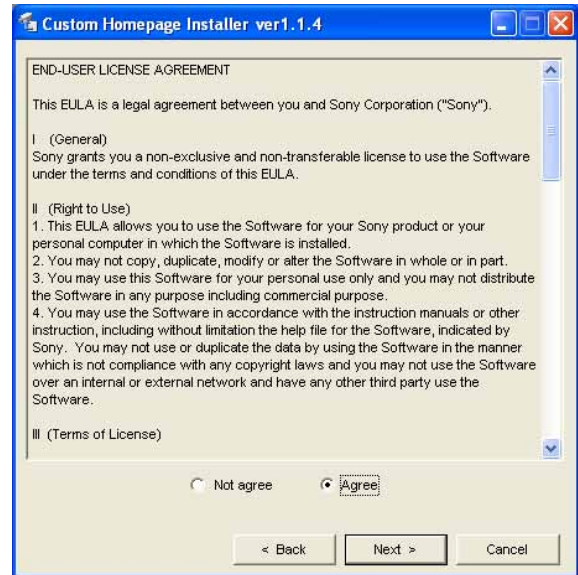 Custom Homepage Installer ver1.1.4
END-USER LICENSE AGREEMENT
This EULA is a legal agreement between you and Sony Corporation ("Sony").
I (General)
Sony grants you a non-exclusive and non-transferable license to use the Software
under the terms and conditions of this EULA.
II (Right to Use)
1. This EULA allows you to use the Software for your Sony product or your
personal computer in which the Software is installed.
2. You may not copy, duplicate, modify or alter the Software in whole or in part.
3. You may use this Software for your personal use only and you may not distribute
the Software in any purpose including commercial purpose.
4. You may use the Software in accordance with the instruction manuals or other
instruction, including without limitation the help file for the Software, indicated by
Sony. You may not use or duplicate the data by using the Software in the manner
which is not compliance with any copyright laws and you may not use the Software
over an internal or external network and have any other third party use the
Software.
III (Terms of License)
Not agree Agree
< Back Next > Cancel